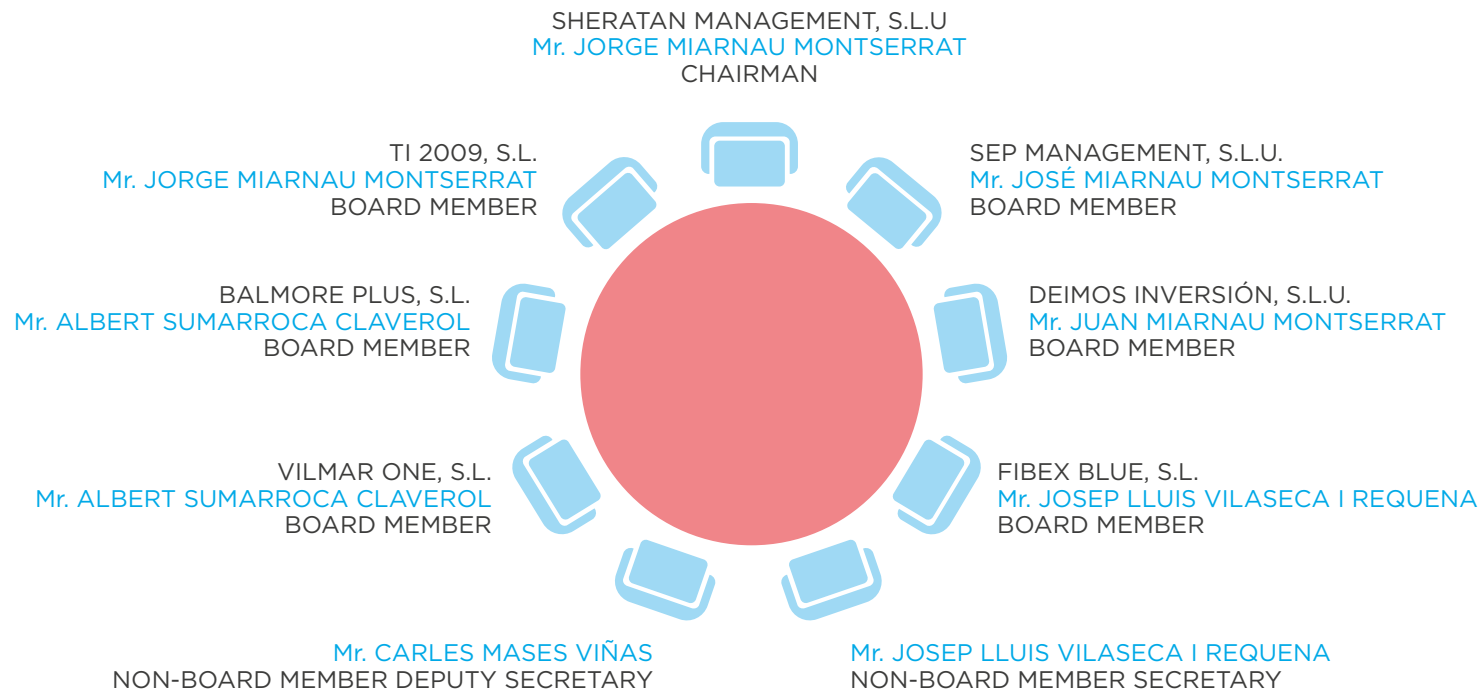 SHERATAN MANAGEMENT, S.L.U
Mr. JORGE MIARNAU MONTSERRAT
CHAIRMAN
TI 2009, S.L.
Mr. JORGE MIARNAU MONTSERRAT
BOARD MEMBER
SEP MANAGEMENT, S.L.U.
Mr. JOSÉ MIARNAU MONTSERRAT
BOARD MEMBER
BALMORE PLUS, S.L.
Mr. ALBERT SUMARROCA CLAVEROL
BOARD MEMBER
DEIMOS INVERSIÓN, S.L.U.
Mr. JUAN MIARNAU MONTSERRAT
BOARD MEMBER
VILMAR ONE, S.L.
Mr. ALBERT SUMARROCA CLAVEROL
BOARD MEMBER
FIBEX BLUE, S.L.
Mr. JOSEP LLUIS VILASECA I REQUENA
BOARD MEMBER
Mr. CARLES MASES VIÑAS
NON-BOARD MEMBER DEPUTY SECRETARY
Mr. JOSEP LLUIS VILASECA I REQUENA
NON-BOARD MEMBER SECRETARY